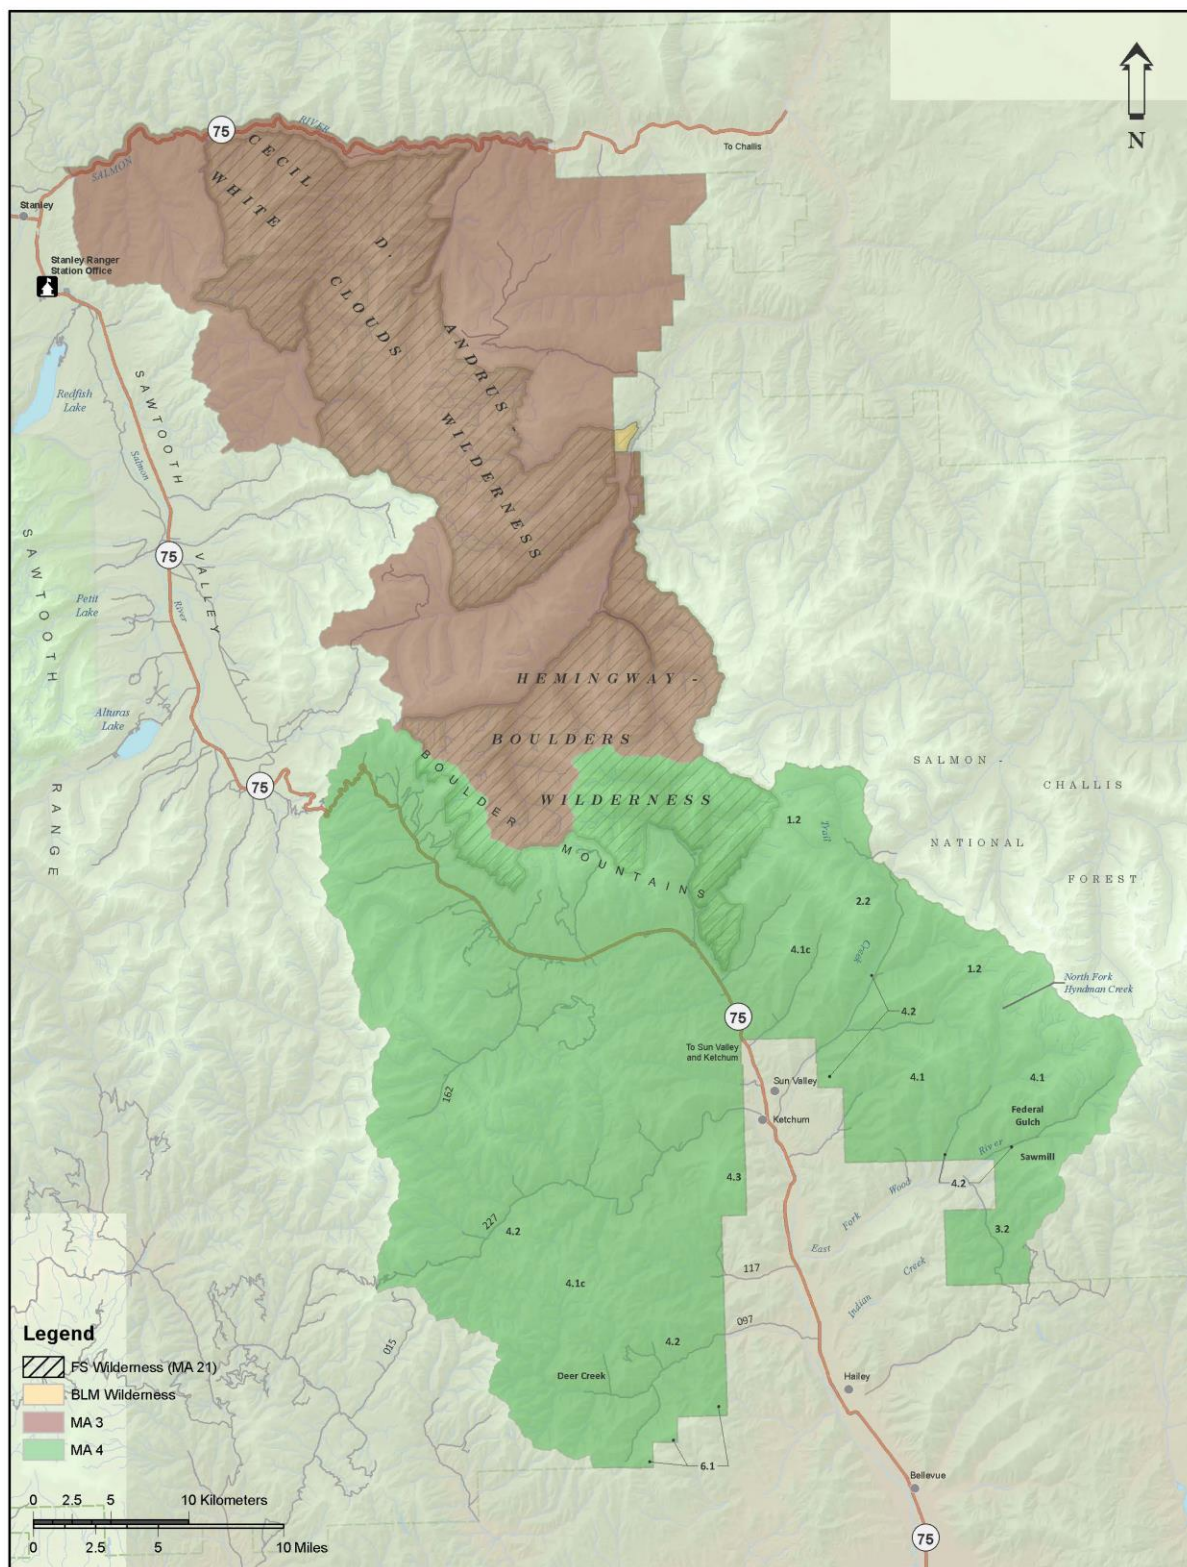 N
75
RIVER
SALMON
To Challis
CECIL
D.
ANDRUS -
WHITE
CLOUDS
WILDERNESS
Stanley
Stanley Ranger
Station Office
Redfish
Lake
SAWTOOTH
VALLEY
Salmon
River
75
SAWTOOTH
RANGE
Petit
Lake
Alturas
Lake
75
HEMINGWAY -
BOULDERS
WILDERNESS
BOULDER
MOUNTAINS
SALMON -
CHALLIS
NATIONAL
FOREST
1.2
Trail
Creek
2.2
4.1c
1.2
North Fork
Hyndman Creek
4.2
75
To Sun Valley
and Ketchum
Sun Valley
Ketchum
4.1
4.1
Federal
Gulch
Sawmill
162
4.3
East Fork Wood River
4.2
3.2
227
4.2
4.1c
117
Indian Creek
097
4.2
015
Deer Creek
Hailey
6.1
Bellevue
75
Legend
FS Wilderness (MA 21)
BLM Wilderness
MA 3
MA 4
0 2.5 5 10 Kilometers
0 2.5 5 10 Miles